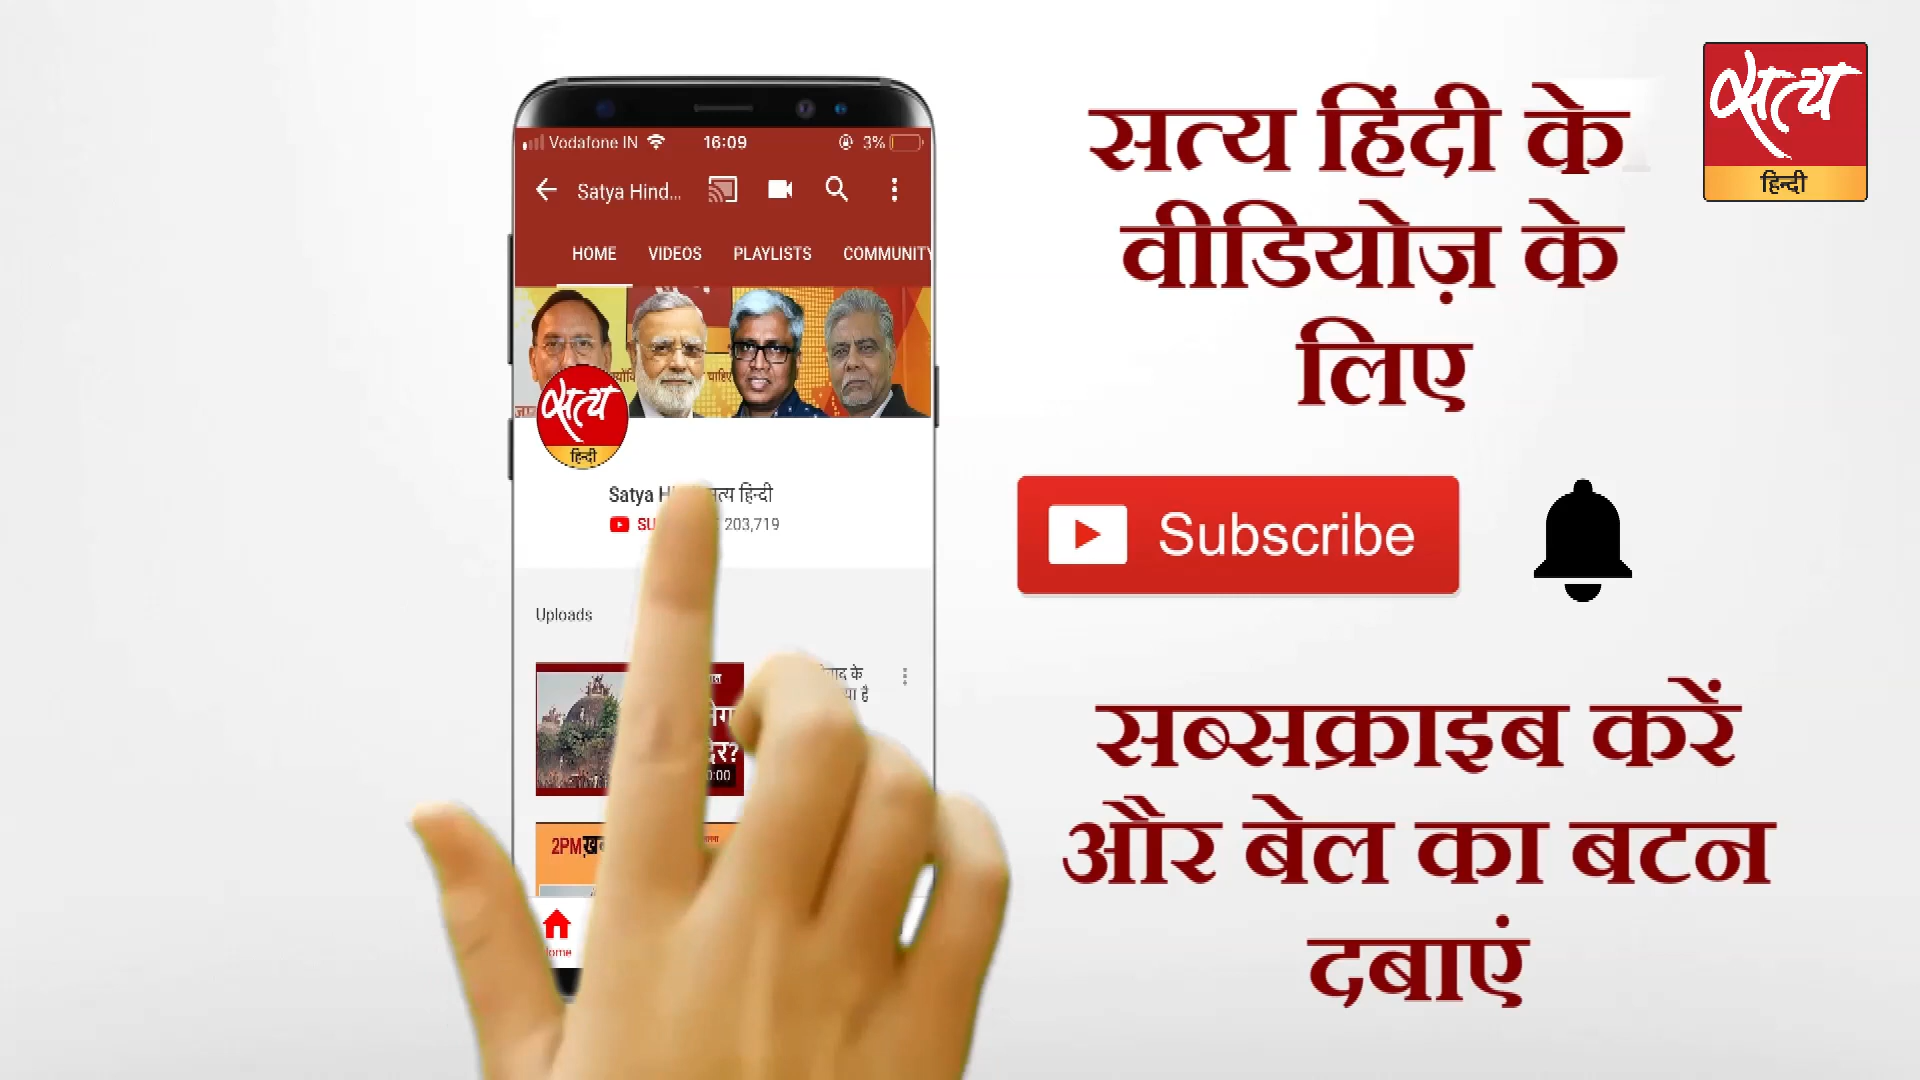 सत्य हिंदी के
वीडियोज़ के
लिए
सत्य
हिन्दी
Subscribe
सब्सक्राइब करें
और बेल का बटन
दबाएं
Vodafone IN 16:09 3%
Satya Hind...
HOME VIDEOS PLAYLISTS COMMUNITY
चाहिए
सत्य
हिन्दी
Satya सत्य हिन्दी
203,719
Uploads
के
है
2PM